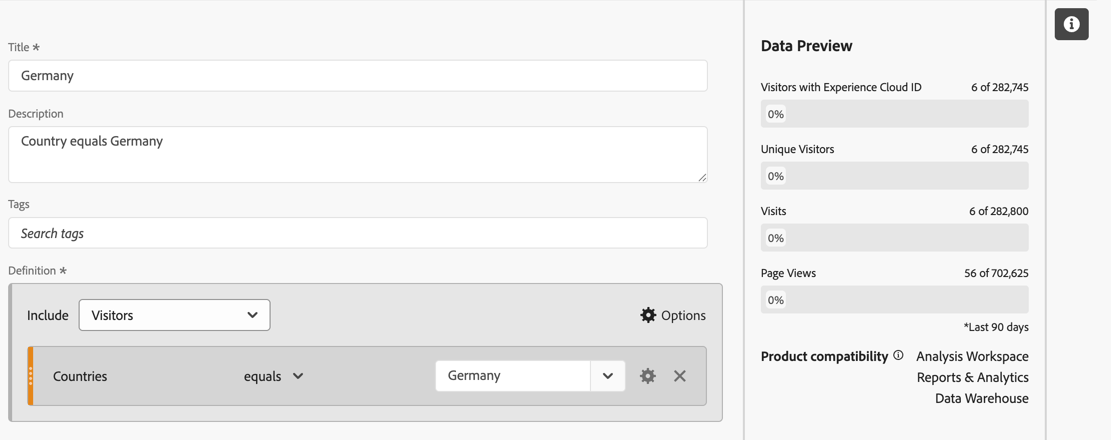 Title *
Germany
Description
Country equals Germany
Tags
Search tags
Definition *
Include Visitors Options
Countries equals Germany
Data Preview
Visitors with Experience Cloud ID 6 of 282,745
0%
Unique Visitors 6 of 282,745
0%
Visits 6 of 282,800
0%
Page Views 56 of 702,625
0%
*Last 90 days
Product compatibility Analysis Workspace
Reports & Analytics
Data Warehouse